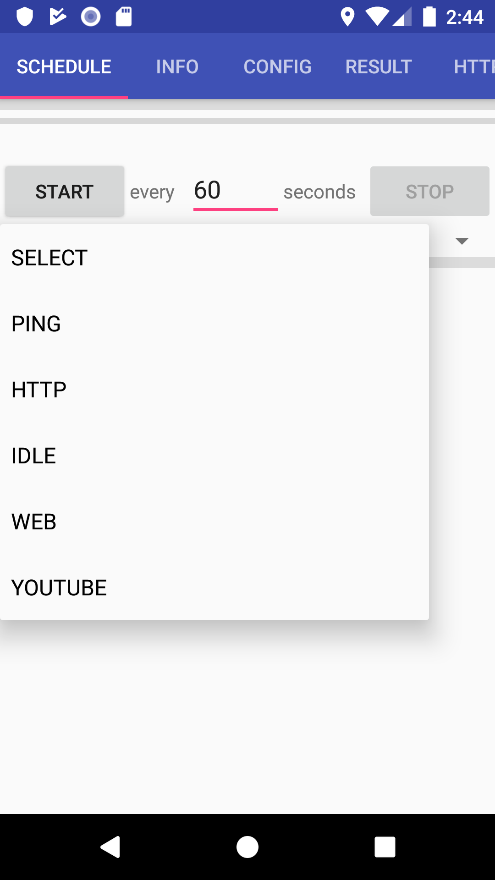 2:44
SCHEDULE INFO CONFIG RESULT
START every 60 seconds STOP
SELECT
PING
HTTP
IDLE
WEB
YOUTUBE